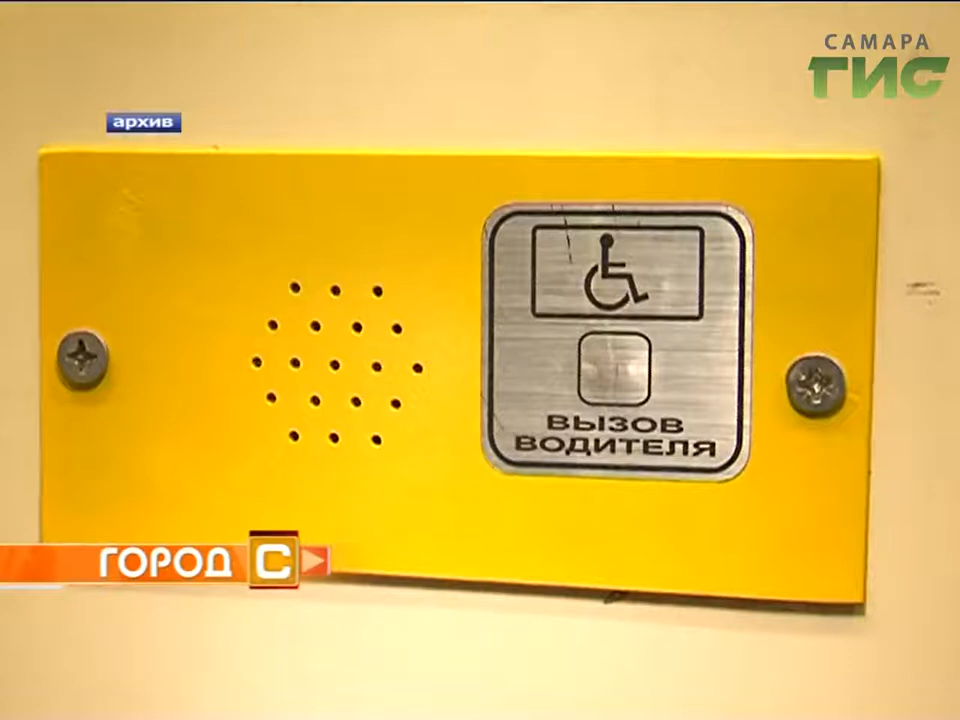 САМАРА
ГИС
архив
ВЫЗОВ
ВОДИТЕЛЯ
ГОРОД С